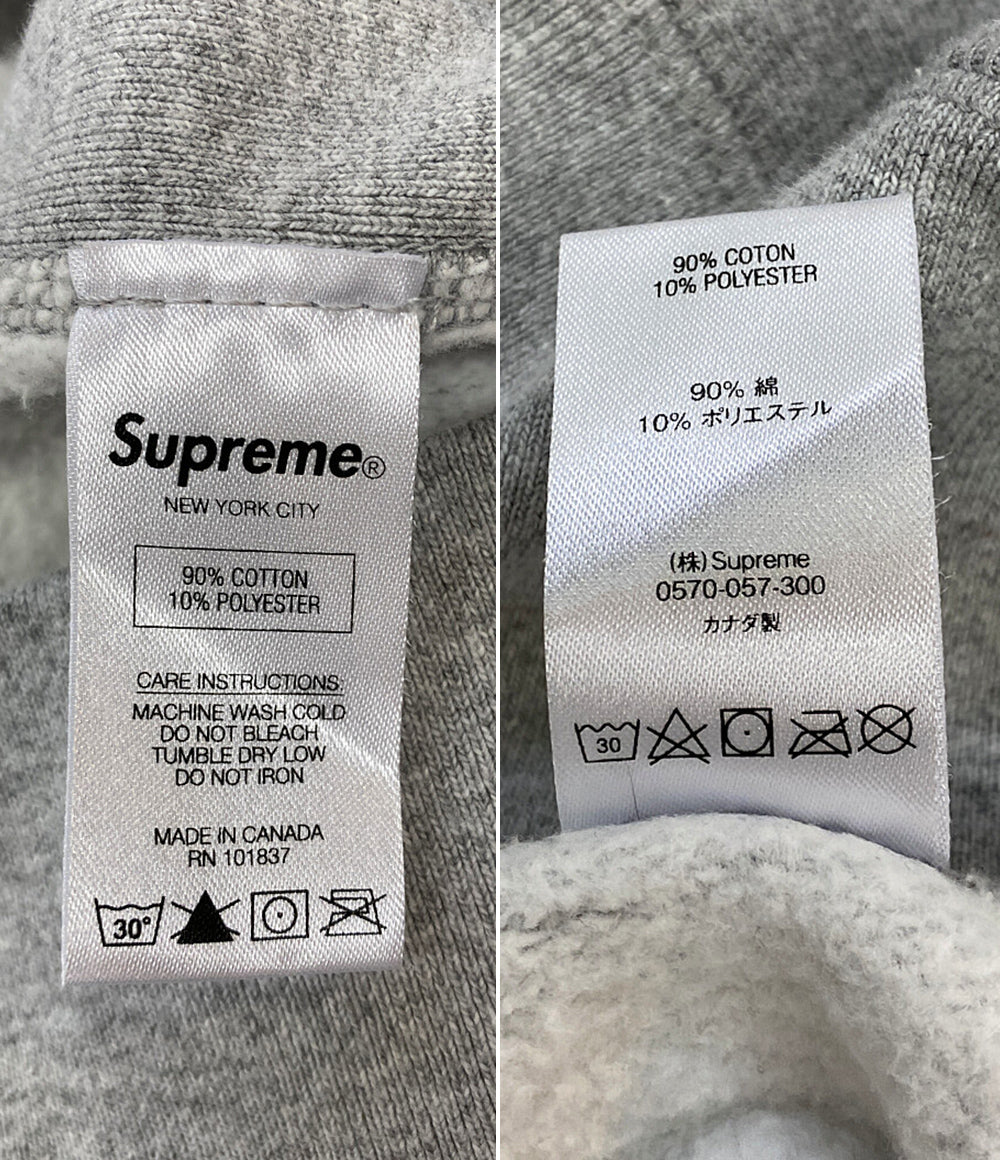 Supreme®
NEW YORK CITY
90% COTTON
10% POLYESTER
CARE INSTRUCTIONS
MACHINE WASH COLD
DO NOT BLEACH
TUMBLE DRY LOW
DO NOT IRON
MADE IN CANADA
RN 101837
30°
90% COTON
10% POLYESTER
90% 綿
10% ポリエステル
(株)Supreme
0570-057-300
カナダ製
30